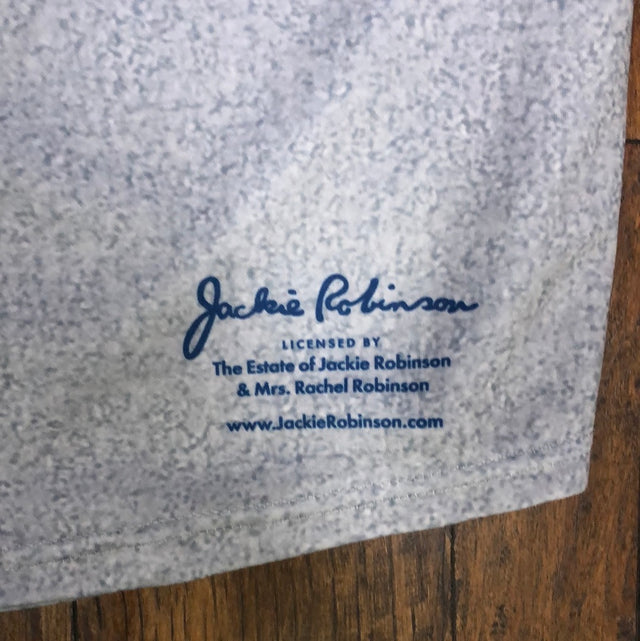 Jackie Robinson
LICENSED BY
The Estate of Jackie Robinson
& Mrs. Rachel Robinson
www.JackieRobinson.com